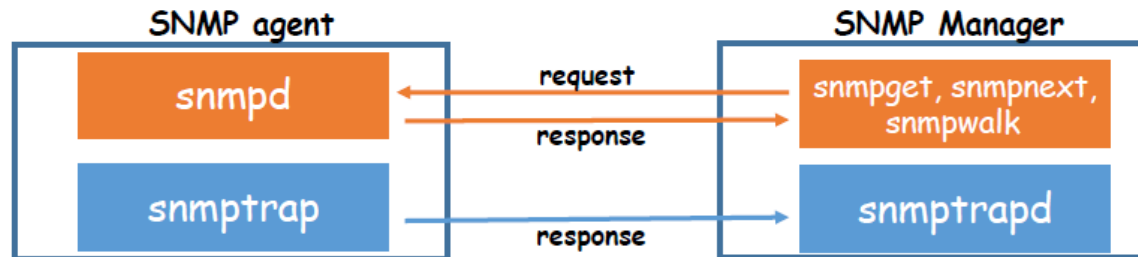 SNMP agent
SNMP Manager
snmpd
request
response
snmpget, snmpnext,
snmpwalk
snmptrap
response
snmptrapd